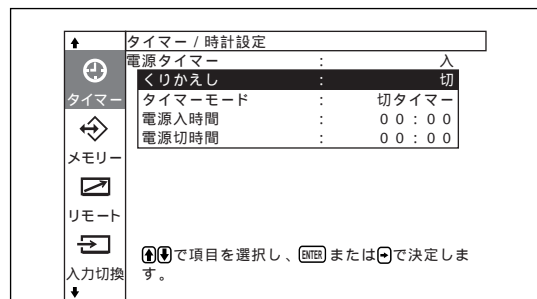 タイマー / 時計設定
電源タイマー : 入
くりかえし : 切
タイマーモード : 切タイマー
電源入時間 : 00:00
電源切時間 : 00:00
タイマー
メモリー
リモート
入力切換
で項目を選択し、ENTERまたはで決定しま
す。